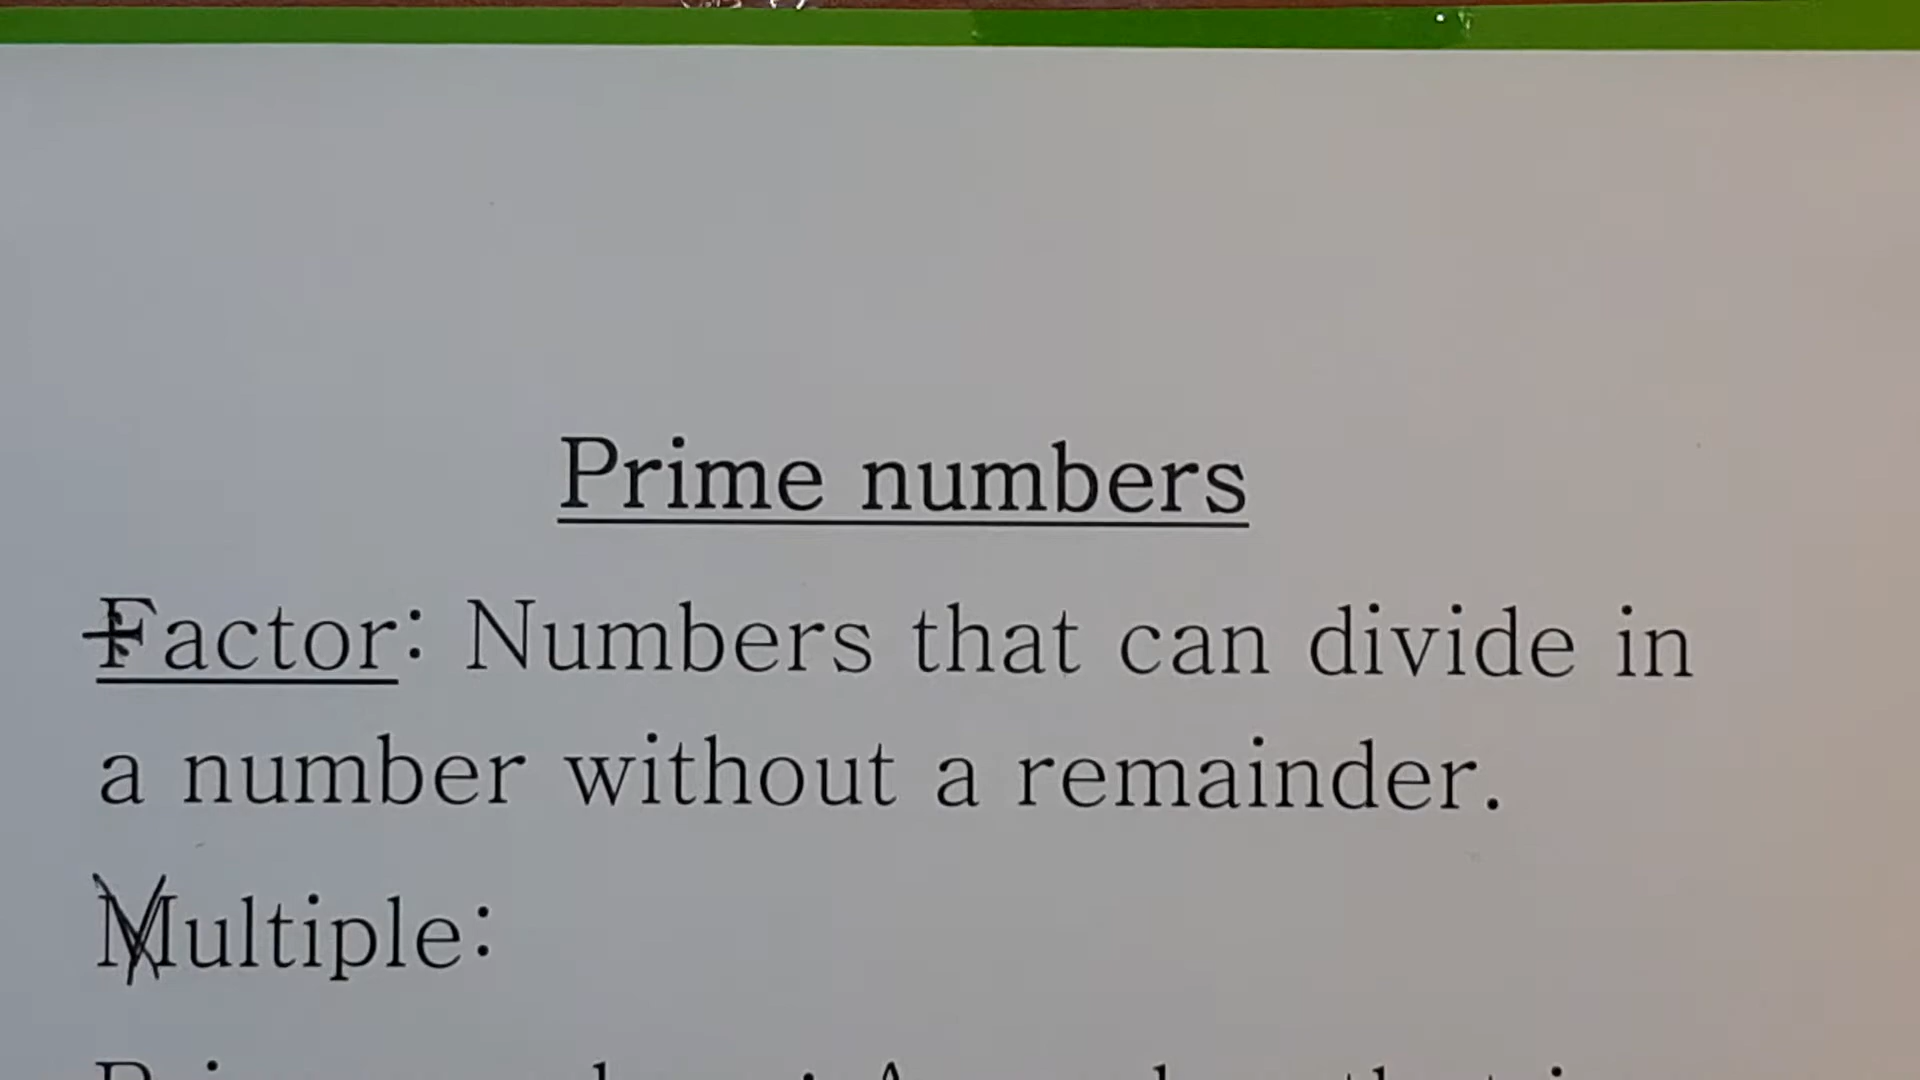 Prime numbers
Factor: Numbers that can divide in
a number without a remainder.
Multiple: